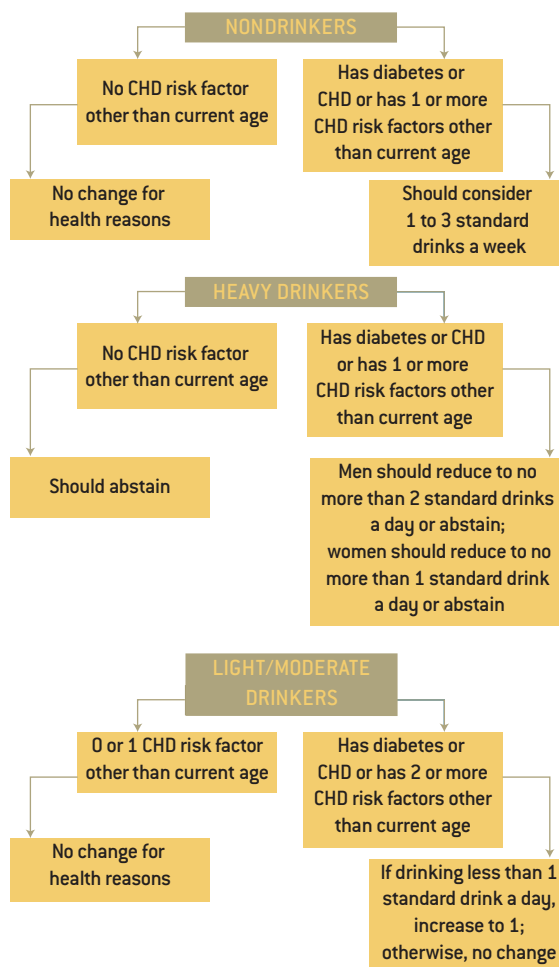 NONDRINKERS
No CHD risk factor
other than current age
Has diabetes or
CHD or has 1 or more
CHD risk factors other
than current age
No change for
health reasons
Should consider
1 to 3 standard
drinks a week
HEAVY DRINKERS
No CHD risk factor
other than current age
Has diabetes or CHD
or has 1 or more
CHD risk factors other
than current age
Should abstain
Men should reduce to no
more than 2 standard drinks
a day or abstain;
women should reduce to no
more than 1 standard drink
a day or abstain
LIGHT/MODERATE
DRINKERS
0 or 1 CHD risk factor
other than current age
Has diabetes or
CHD or has 2 or more
CHD risk factors other
than current age
No change for
health reasons
If drinking less than 1
standard drink a day,
increase to 1;
otherwise, no change